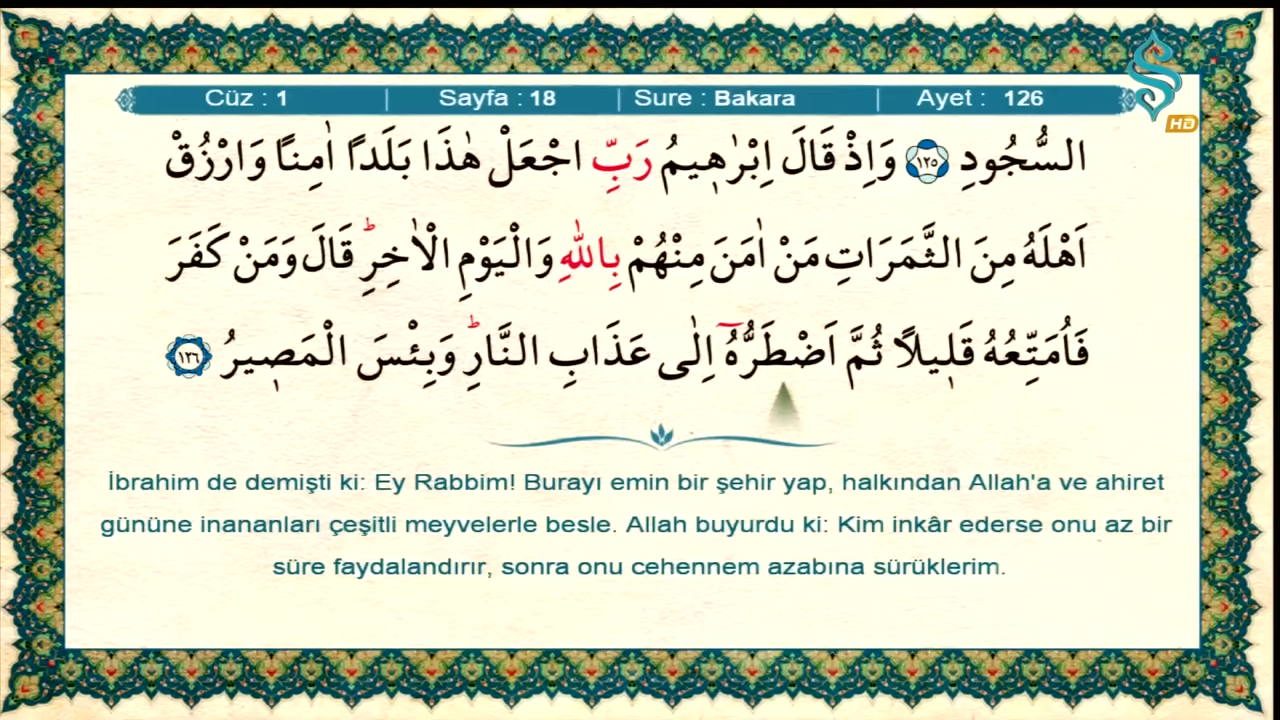 Cüz : 1 | Sayfa : 18 | Sure : Bakara | Ayet : 126
HD
السُّجُودِ ﴿١٢٥﴾ وَاِذْ قَالَ اِبْرٰه۪يمُ رَبِّ اجْعَلْ هٰذَا بَلَدًا اٰمِنًا وَارْزُقْ
اَهْلَهُ مِنَ الثَّمَرَاتِ مَنْ اٰمَنَ مِنْهُمْ بِاللّٰهِ وَالْيَوْمِ الْاٰخِرِۜ قَالَ وَمَنْ كَفَرَ
فَاُمَتِّعُهُ قَل۪يلًا ثُمَّ اَضْطَرُّهُٓ اِلٰى عَذَابِ النَّارِۜ وَبِئْسَ الْمَص۪يرُ ﴿١٢٦﴾
İbrahim de demişti ki: Ey Rabbim! Burayı emin bir şehir yap, halkından Allah'a ve ahiret
gününe inananları çeşitli meyvelerle besle. Allah buyurdu ki: Kim inkâr ederse onu az bir
süre faydalandırır, sonra onu cehennem azabına sürüklerim.